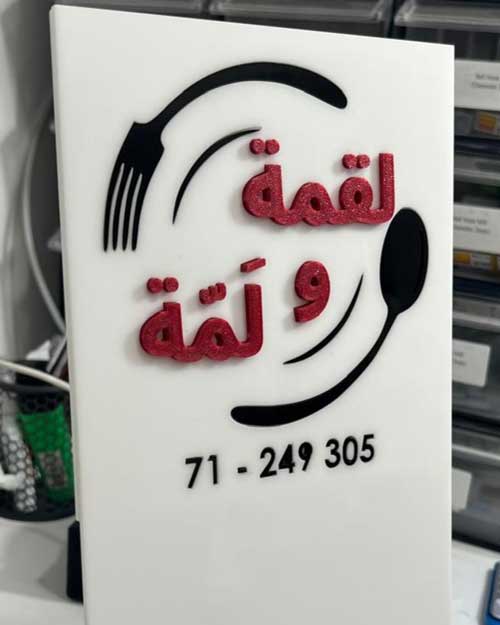 لقمة
و
لَمّة
71 - 249 305